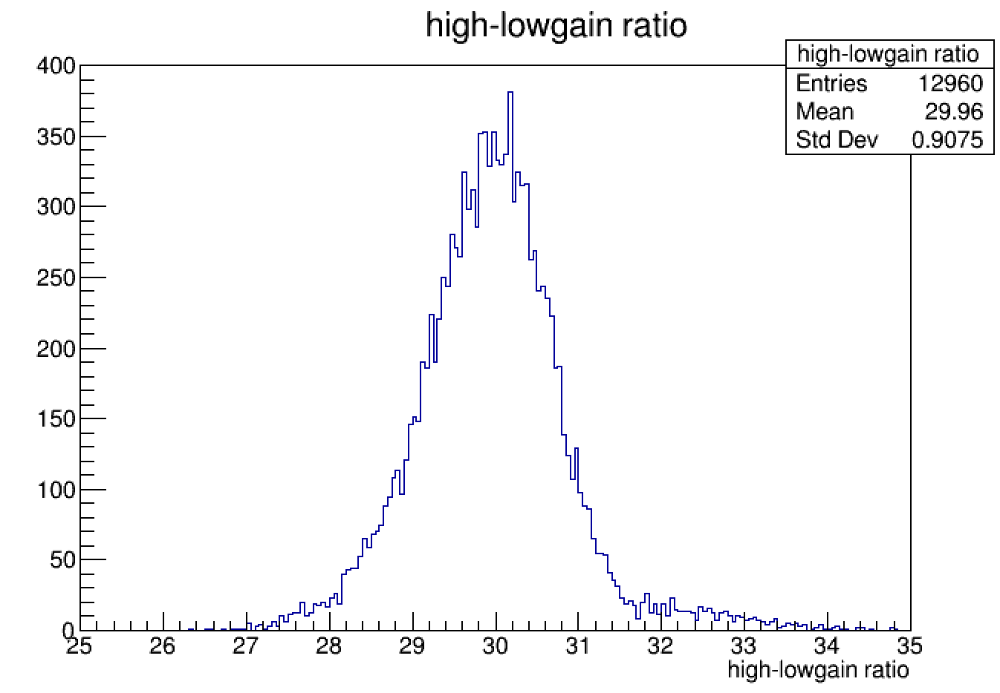 high-lowgain ratio
high-lowgain ratio
Entries 12960
Mean 29.96
Std Dev 0.9075
400
350
300
250
200
150
100
50
0
25 26 27 28 29 30 31 32 33 34 35
high-lowgain ratio